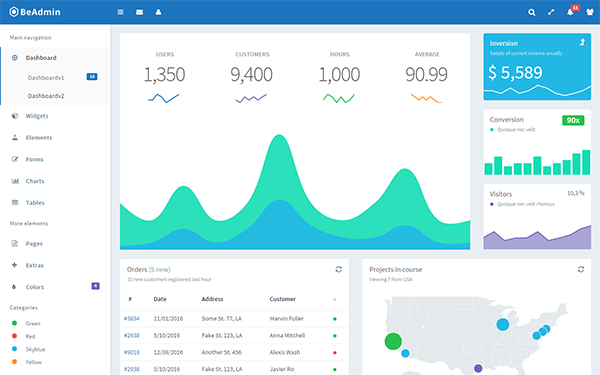 BeAdmin
11
Main navigation
Dashboard
Dashboardv1 10
Dashboardv2
Widgets
Elements
Forms
Charts
Tables
More elements
Pages
Extras
Colors 4
Categories
Green
Red
Skyblue
Yellow
USERS CUSTOMERS HOURS AVERAGE
1,350 9,400 1,000 90.99
Inversion
Satate of current income anually
$ 5,589
Conversion 90x
Quisque nec velit
Visitors 10,3 %
Quisque nec velit rhoncus
Orders (5 new)
10 new customers registered last hour
# Date Address Customer
#3834 11/01/2016 Some St. 77, LA Marvin Fuller
#2938 5/10/2016 Fake St. 123, LA Anna Mitchell
#9018 12/09/2016 Another St. 456 Alexis Wash
#2938 5/10/2016 Fake St. 123, LA Javier Ro
Projects in course
Viewing 7 from USA